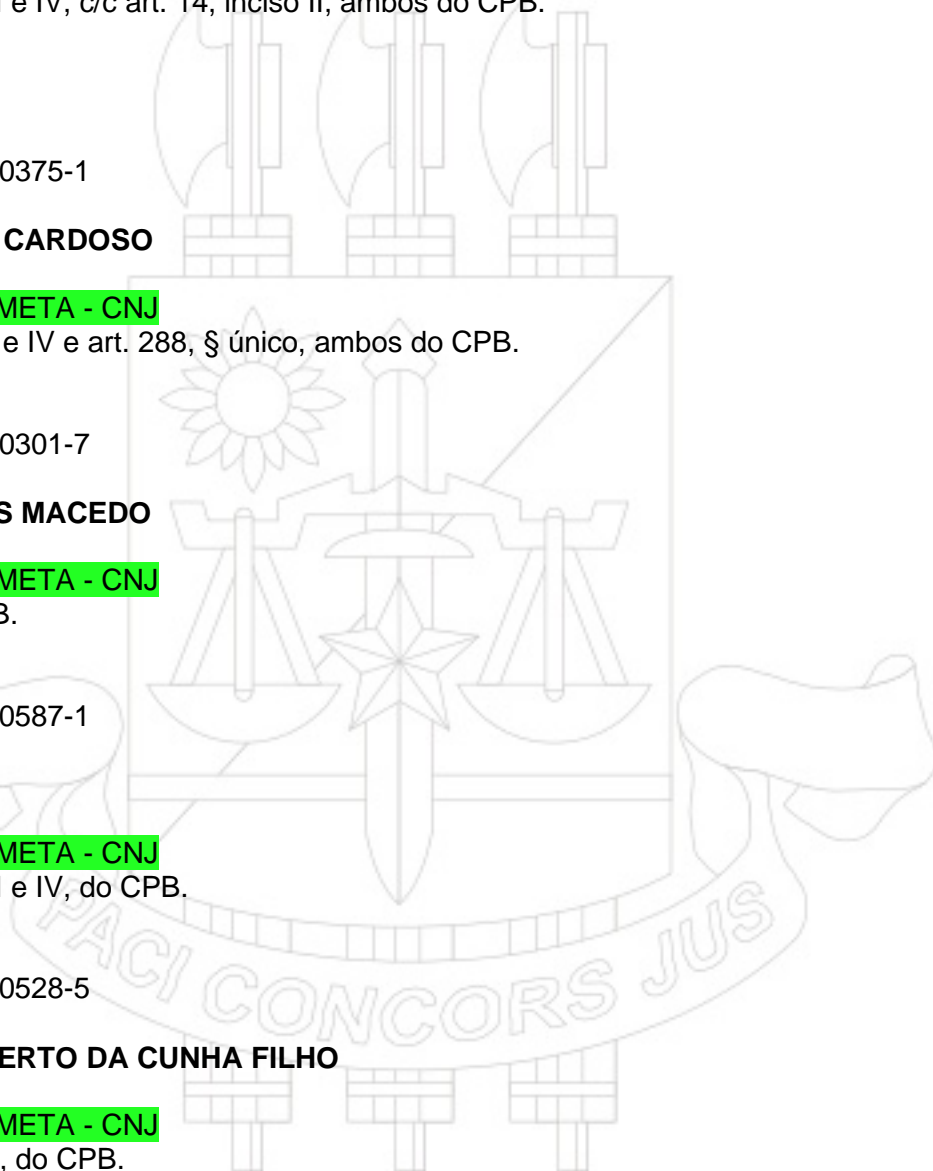 e IV, c/c art. 14, inciso II, ambos do CPB.
0375-1
CARDOSO
META - CNJ
e IV e art. 288, § único, ambos do CPB.
0301-7
S MACEDO
META - CNJ
B.
0587-1
META - CNJ
I e IV, do CPB.
PACI CONCORS JUS
0528-5
ERTO DA CUNHA FILHO
META - CNJ
, do CPB.